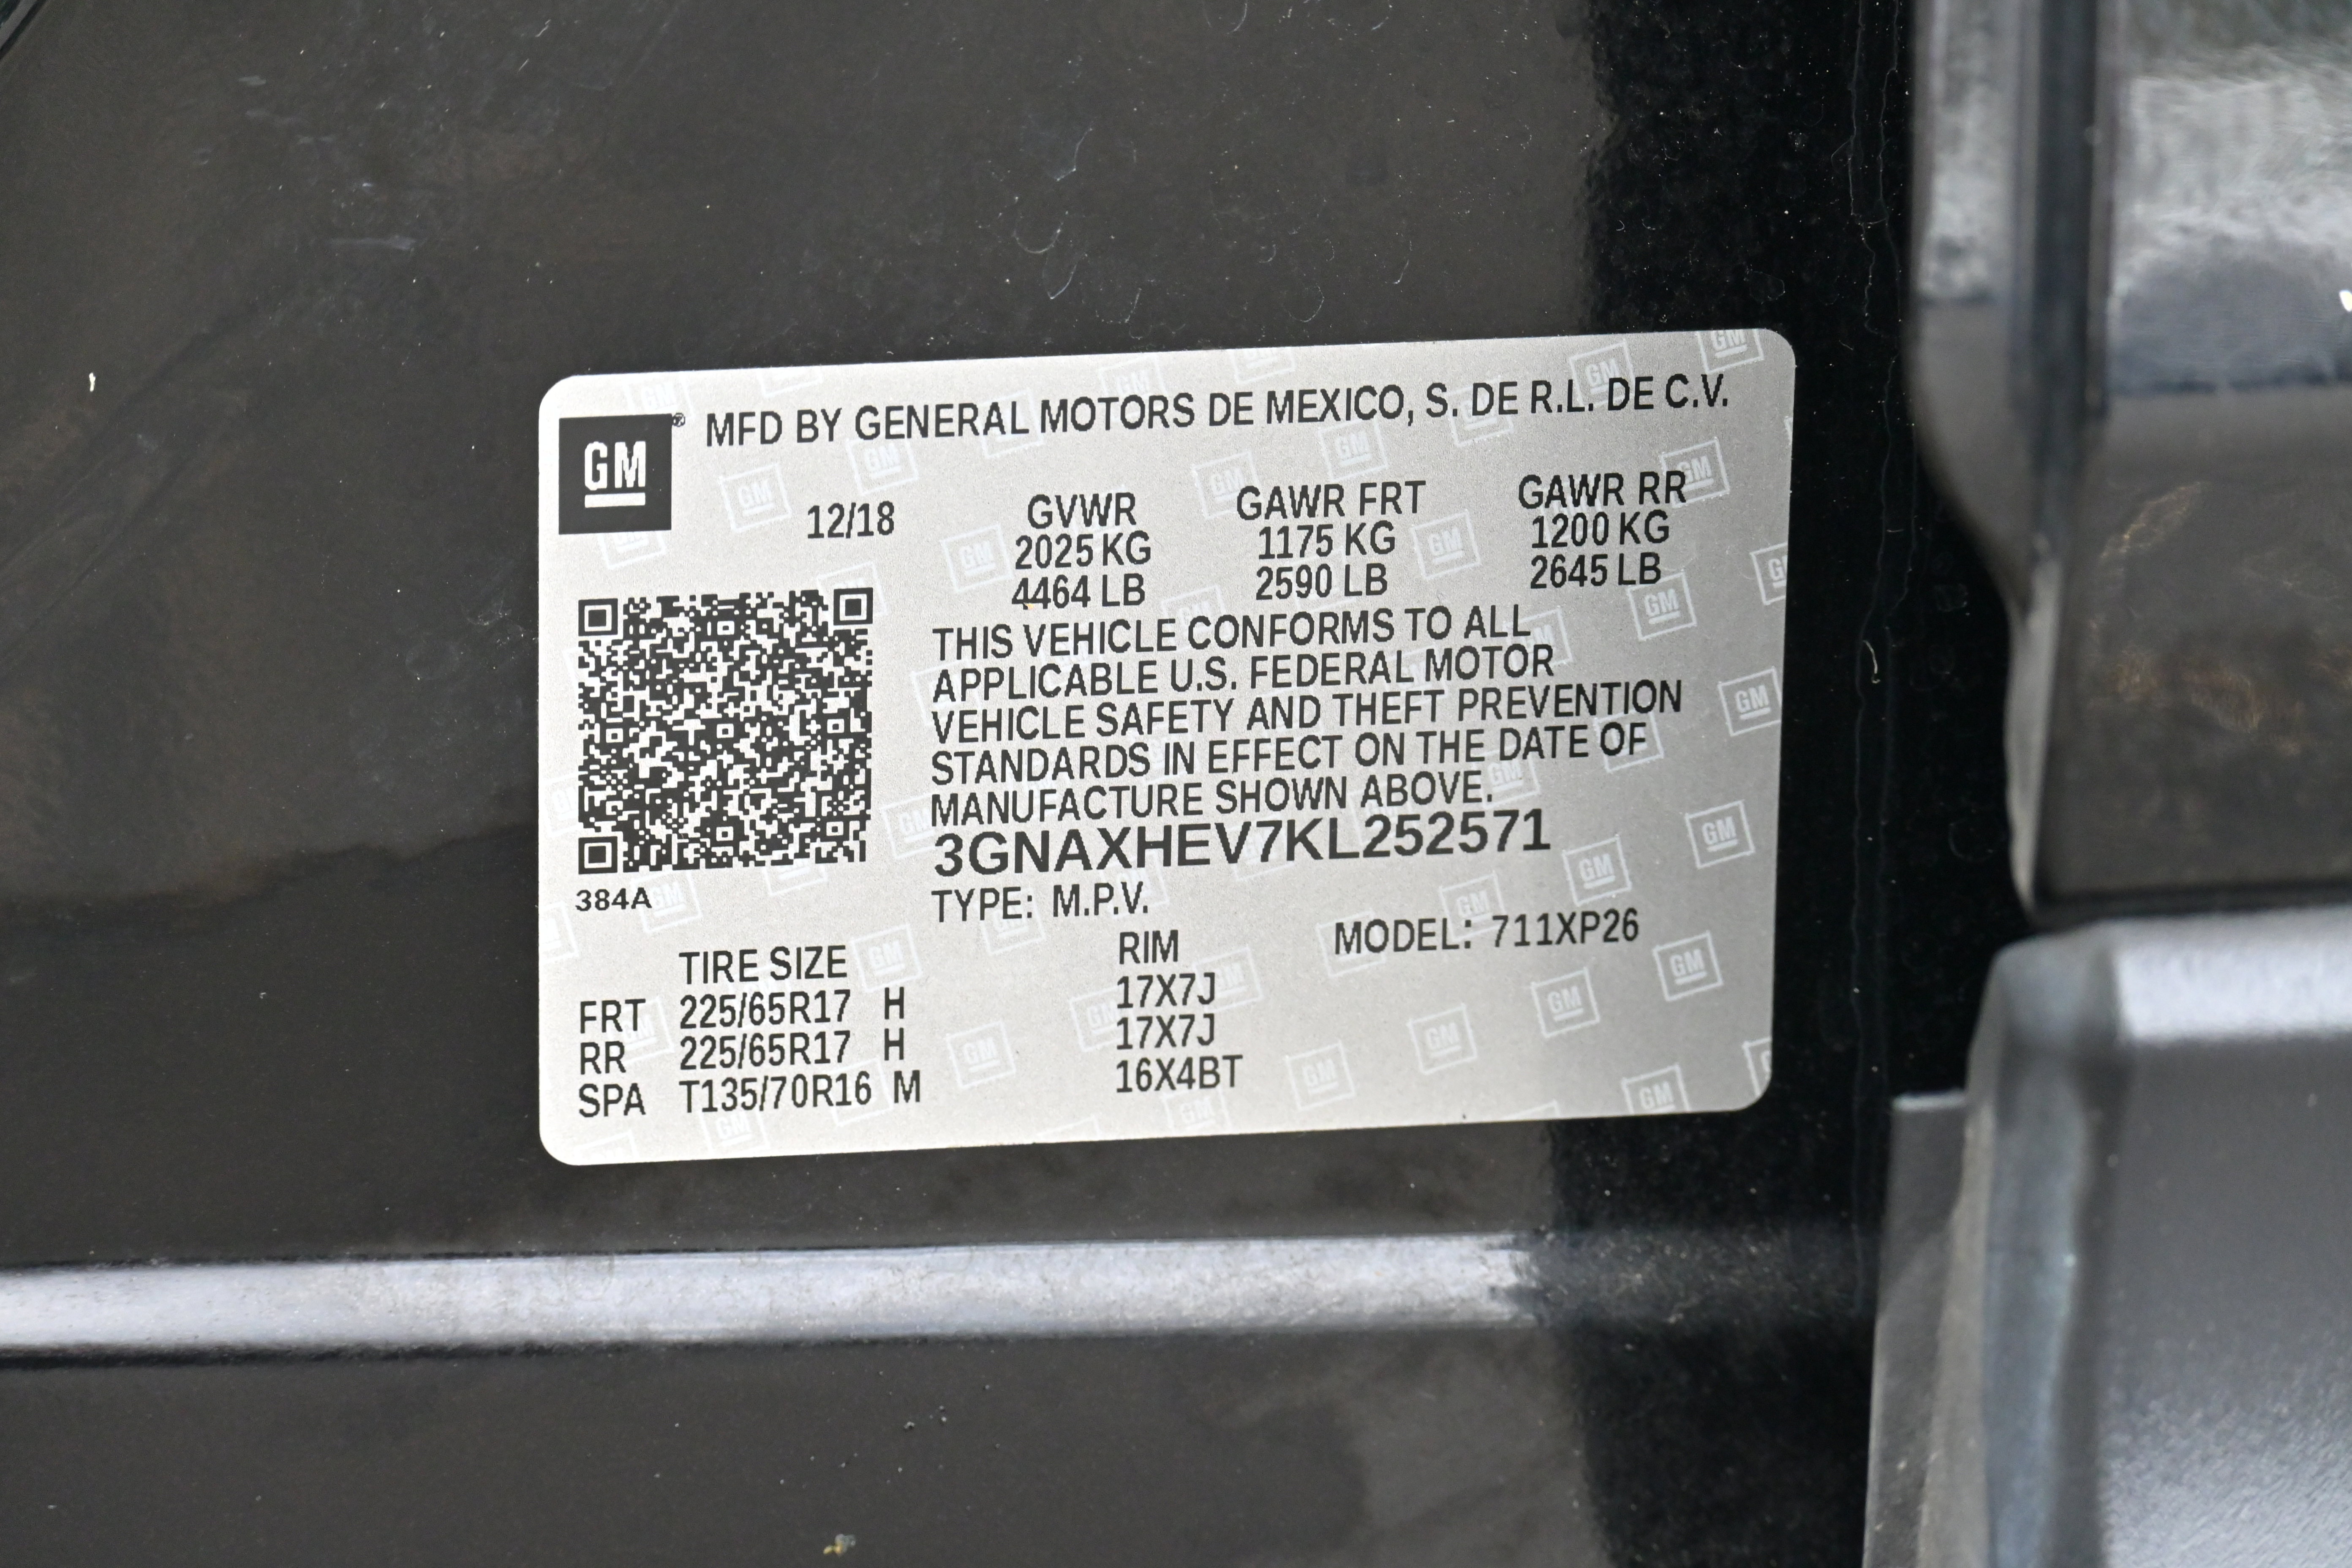 GM® MFD BY GENERAL MOTORS DE MEXICO, S. DE R.L. DE C.V.
12/18 GVWR GAWR FRT GAWR RR
2025 KG 1175 KG 1200 KG
4464 LB 2590 LB 2645 LB
THIS VEHICLE CONFORMS TO ALL
APPLICABLE U.S. FEDERAL MOTOR
VEHICLE SAFETY AND THEFT PREVENTION
STANDARDS IN EFFECT ON THE DATE OF
MANUFACTURE SHOWN ABOVE.
3GNAXHEV7KL252571
384A TYPE: M.P.V.
TIRE SIZE RIM MODEL: 711XP26
FRT 225/65R17 H 17X7J
RR 225/65R17 H 17X7J
SPA T135/70R16 M 16X4BT